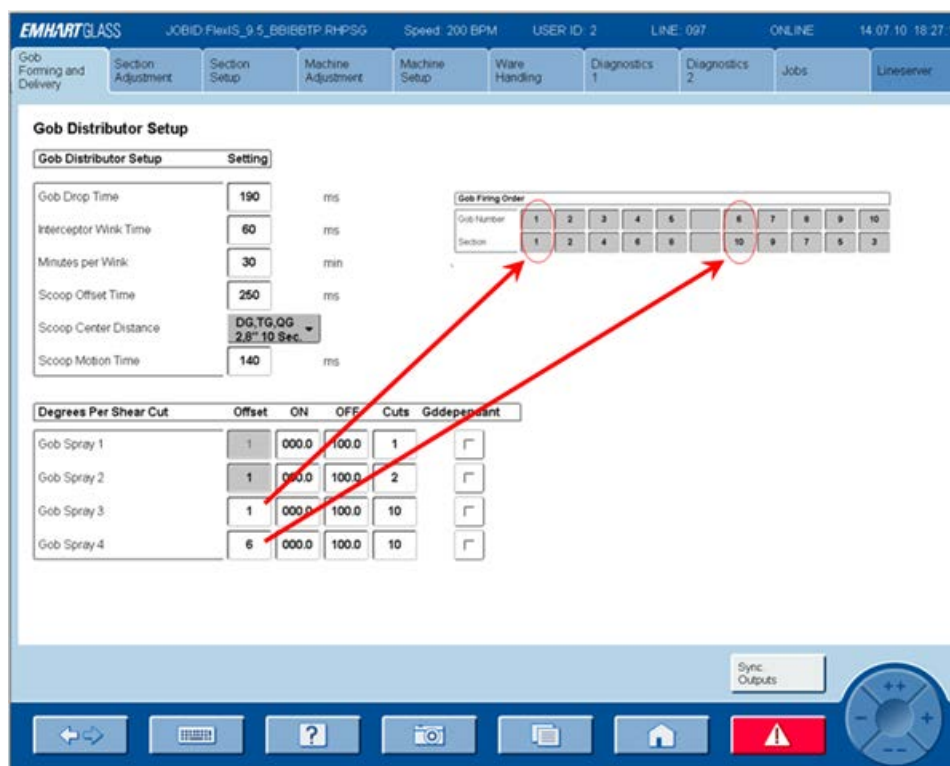 EMHART GLASS JOBID:FlexIS_9.5_BBIBBTP.RHPSG Speed: 200 BPM USER ID: 2 LINE: 097 ONLINE 14.07.10 18:27:
Gob Forming and Delivery
Section Adjustment
Section Setup
Machine Adjustment
Machine Setup
Ware Handling
Diagnostics 1
Diagnostics 2
Jobs
Lineserver
Gob Distributor Setup
Gob Distributor Setup Setting
Gob Drop Time 190 ms
Interceptor Wink Time 60 ms
Minutes per Wink 30 min
Scoop Offset Time 250 ms
Scoop Center Distance DG,TG,QG 2,8" 10 Sec.
Scoop Motion Time 140 ms
Gob Firing Order
Gob Number 1 2 3 4 5 6 7 8 9 10
Section 1 2 4 6 8 10 9 7 5 3
Degrees Per Shear Cut Offset ON OFF Cuts Gddependant
Gob Spray 1 1 000.0 100.0 1
Gob Spray 2 1 000.0 100.0 2
Gob Spray 3 1 000.0 100.0 10
Gob Spray 4 6 000.0 100.0 10
Sync. Outputs
?
++
- +
--